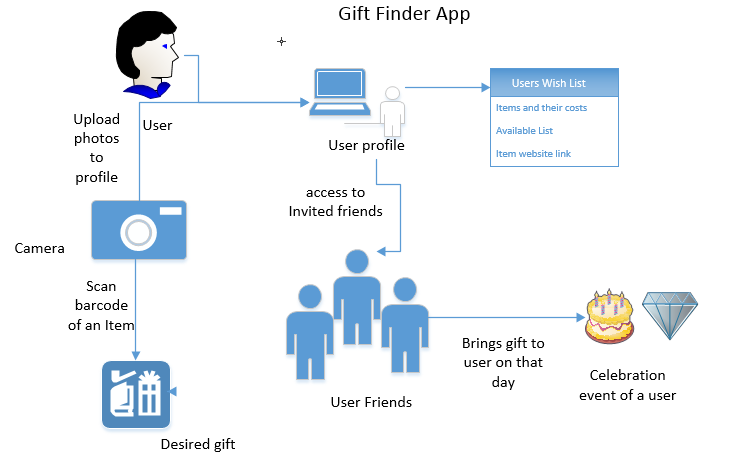 Gift Finder App
Upload
photos
to
profile
User
User profile
Users Wish List
Items and their costs
Available List
Item website link
access to
Invited friends
Camera
Scan
barcode
of an Item
Brings gift to
user on that
day
Celebration
event of a user
User Friends
Desired gift